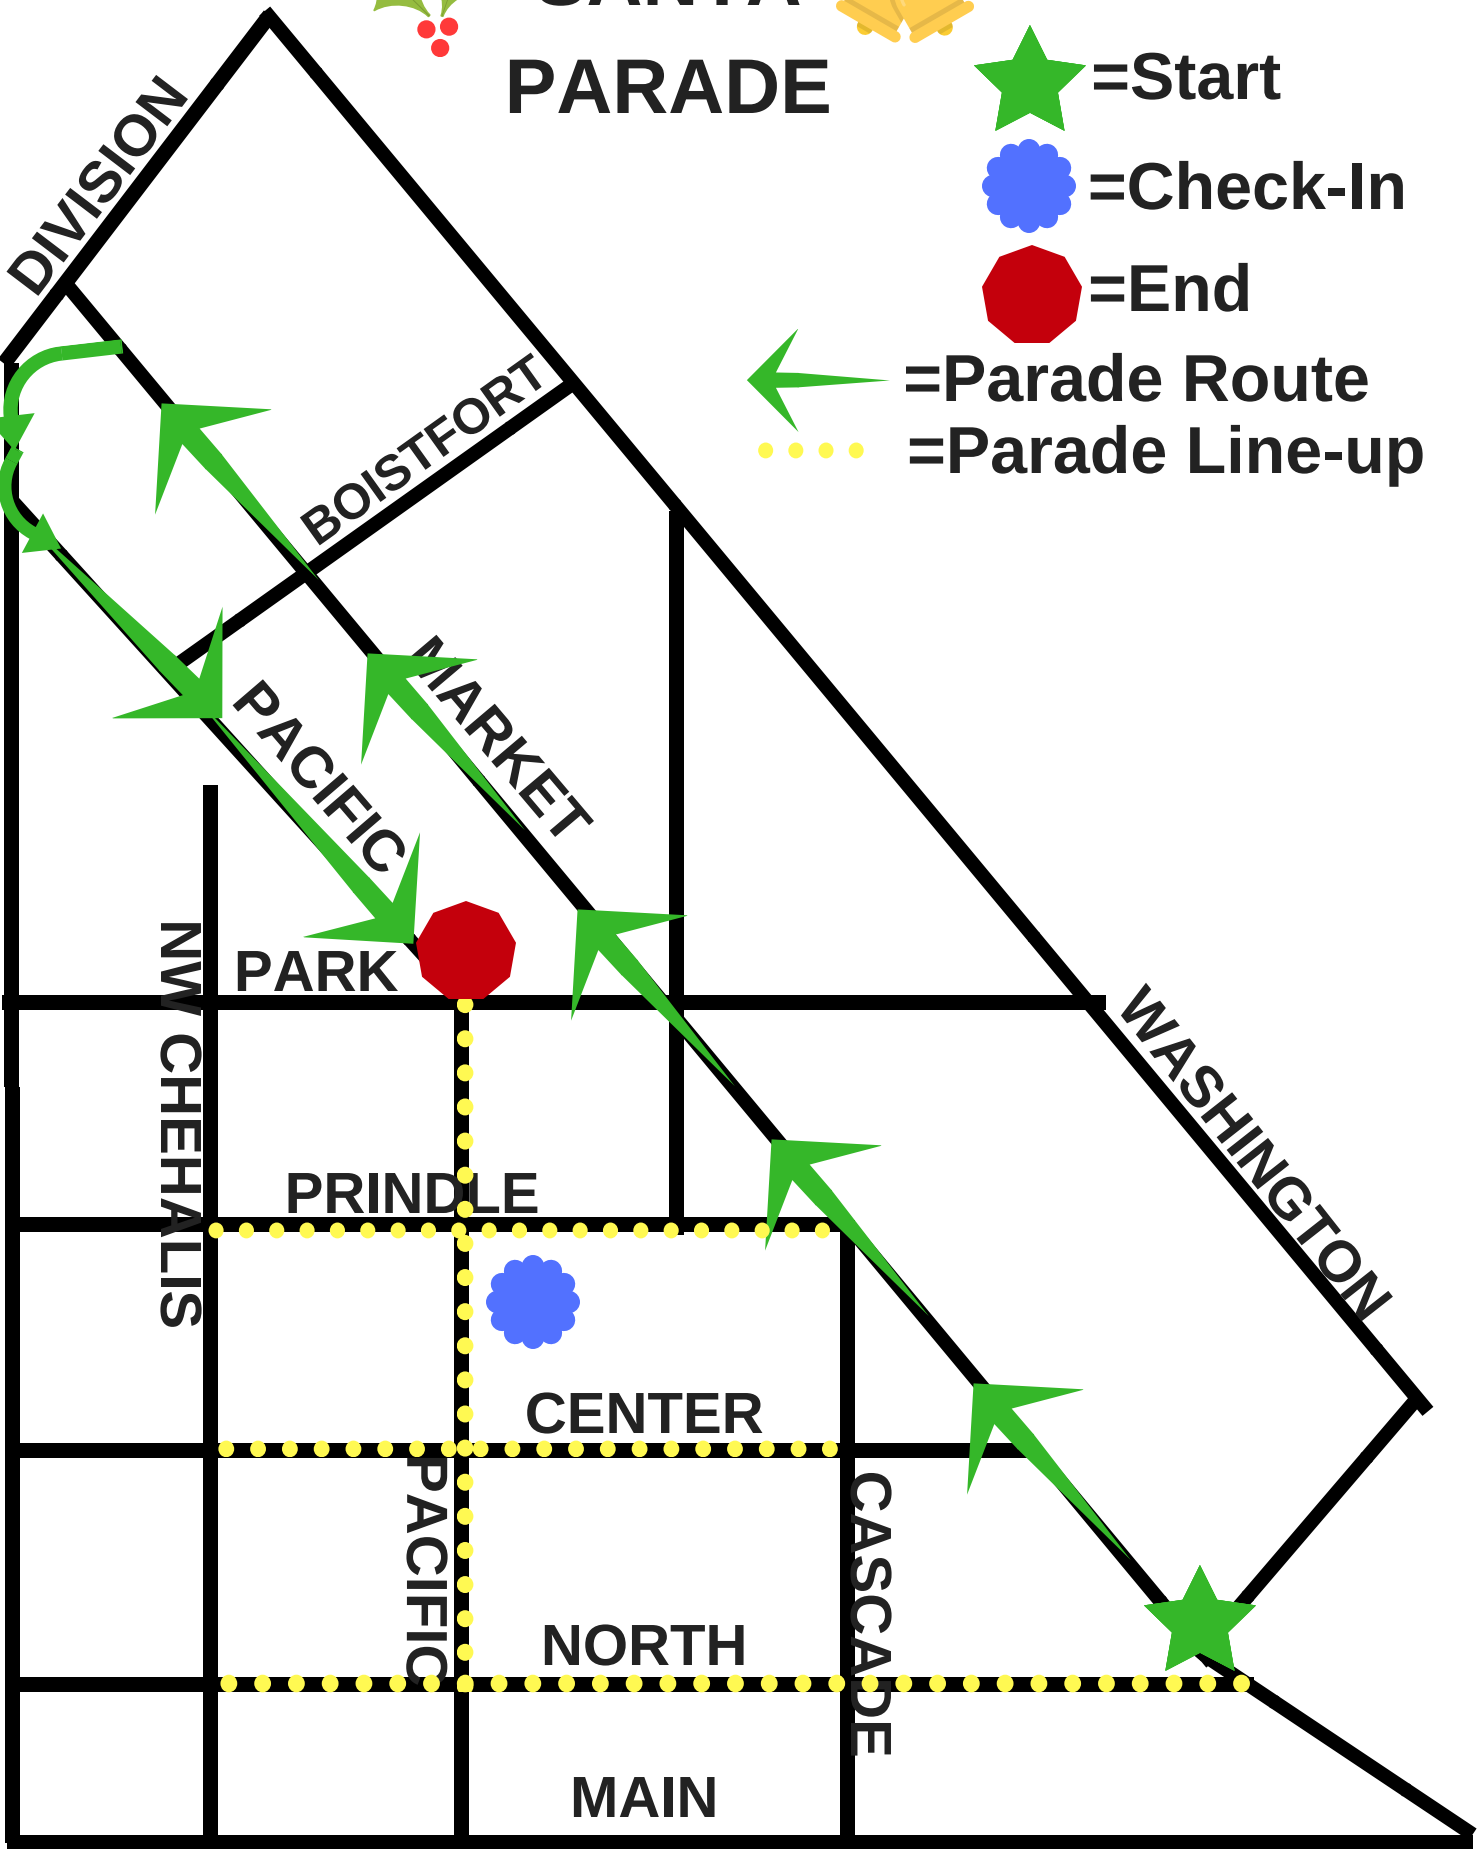 SANTA
PARADE
=Start
=Check-In
=End
=Parade Route
=Parade Line-up
DIVISION
BOISTFORT
MARKET
PACIFIC
PARK
NW CHEHALIS
WASHINGTON
PRINDLE
CENTER
PACIFIC
CASCADE
NORTH
MAIN